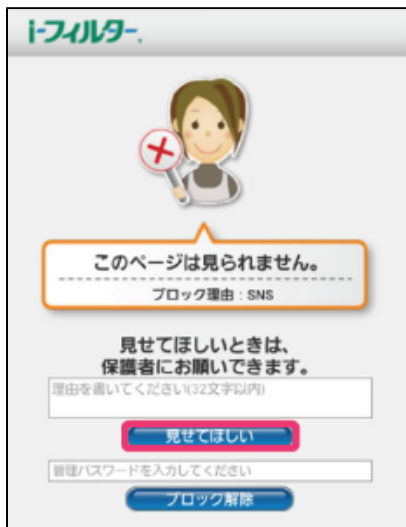 i-フィルター.
このページは見られません。
ブロック理由：SNS
見せてほしいときは、
保護者にお願いできます。
理由を書いてください(32文字以内)
見せてほしい
管理パスワードを入力してください
ブロック解除